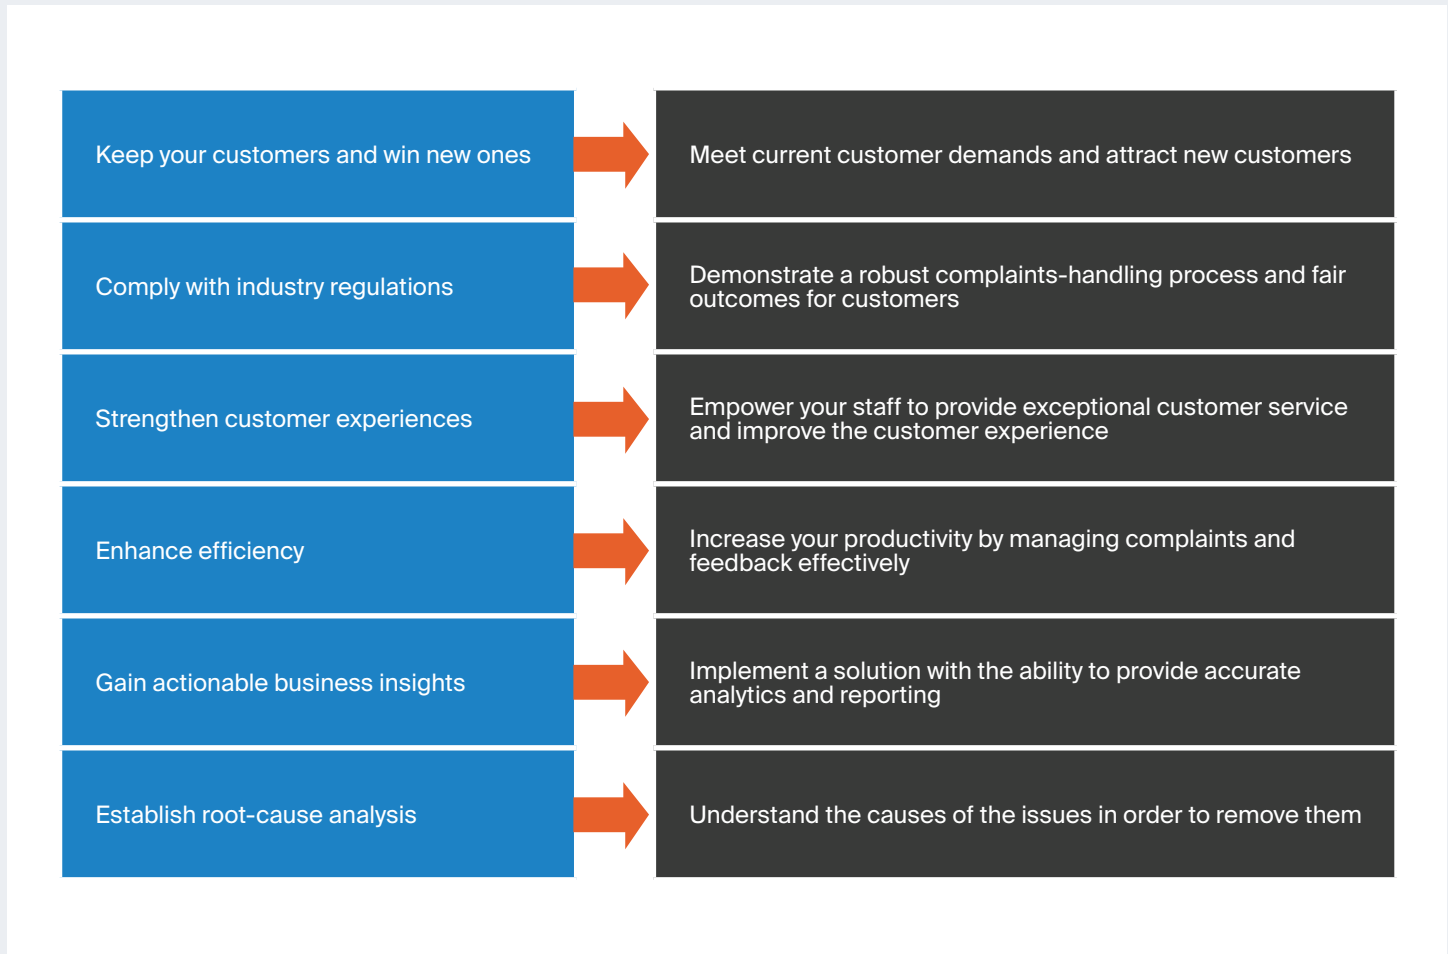 Keep your customers and win new ones
Meet current customer demands and attract new customers
Comply with industry regulations
Demonstrate a robust complaints-handling process and fair
outcomes for customers
Strengthen customer experiences
Empower your staff to provide exceptional customer service
and improve the customer experience
Enhance efficiency
Increase your productivity by managing complaints and
feedback effectively
Gain actionable business insights
Implement a solution with the ability to provide accurate
analytics and reporting
Establish root-cause analysis
Understand the causes of the issues in order to remove them